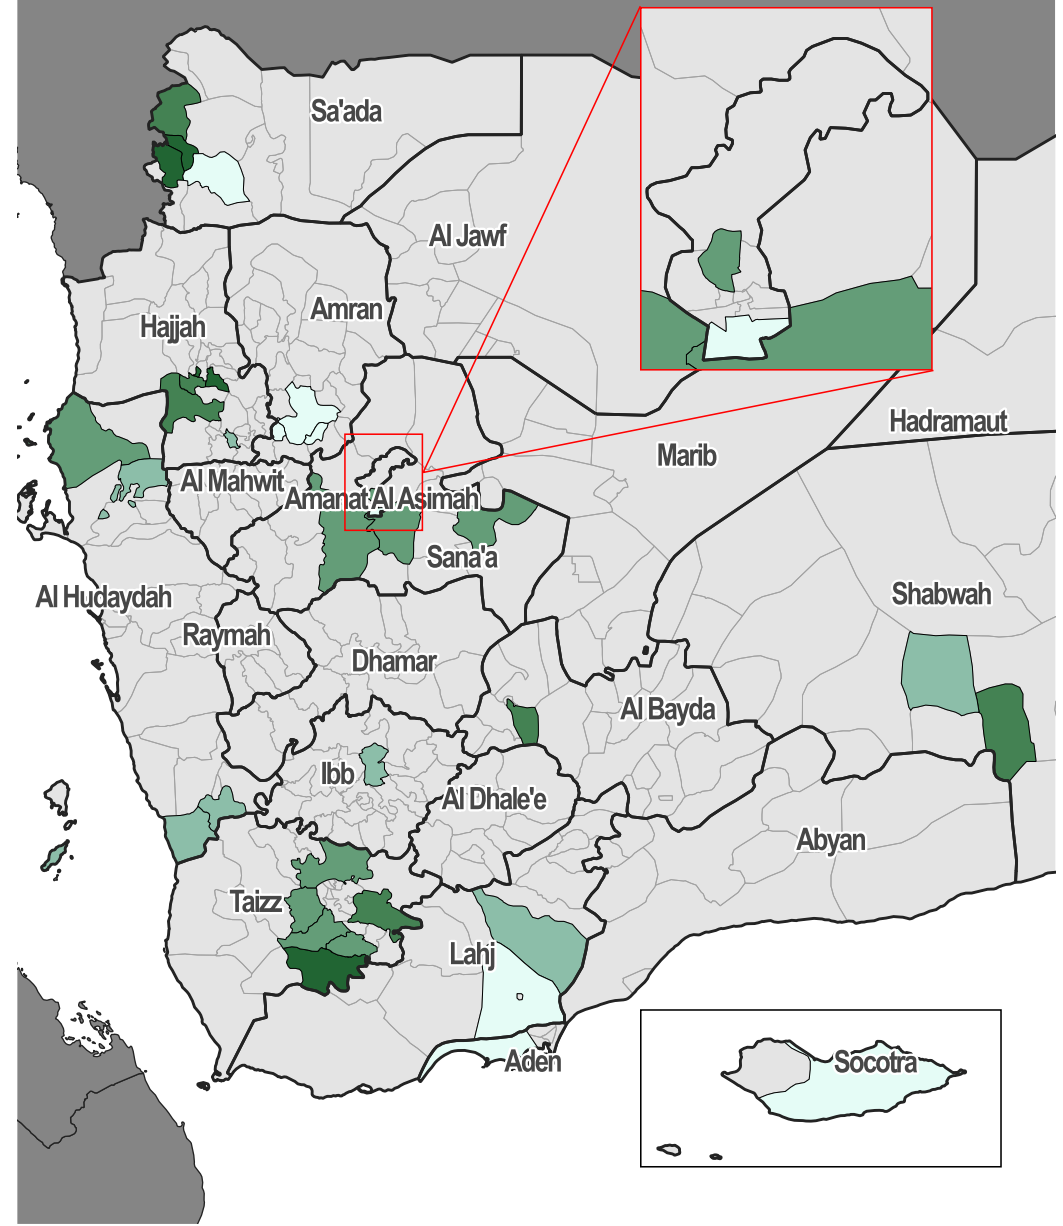 Sa'ada
Al Jawf
Amran
Hajjah
Hadramaut
Marib
Al Mahwit
Amanat Al Asimah
Sana'a
Al Hudaydah
Shabwah
Raymah
Dhamar
Al Bayda
Ibb
Al Dhale'e
Abyan
Taizz
Lahj
Aden
Socotra